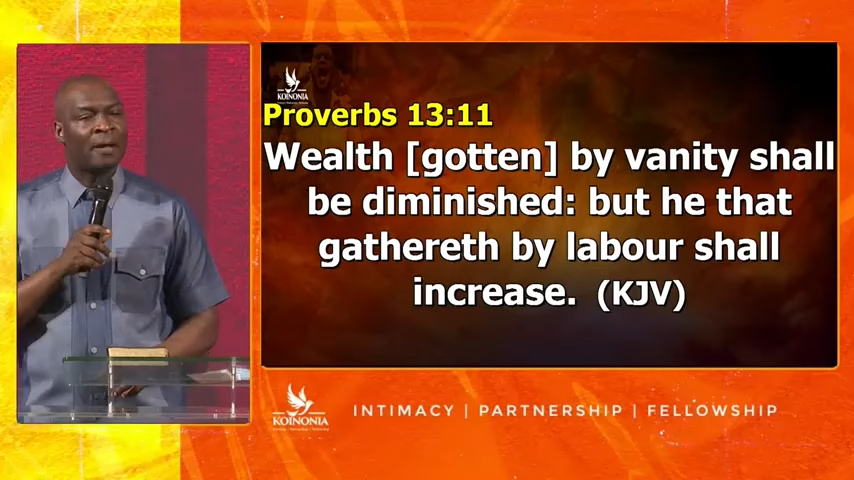 KOINONIA
Proverbs 13:11
Wealth [gotten] by vanity shall
be diminished: but he that
gathereth by labour shall
increase. (KJV)
KOINONIA
INTIMACY | PARTNERSHIP | FELLOWSHIP